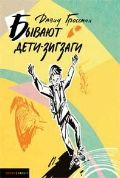 Давид Гроссман
Бывают
дети-зигзаги